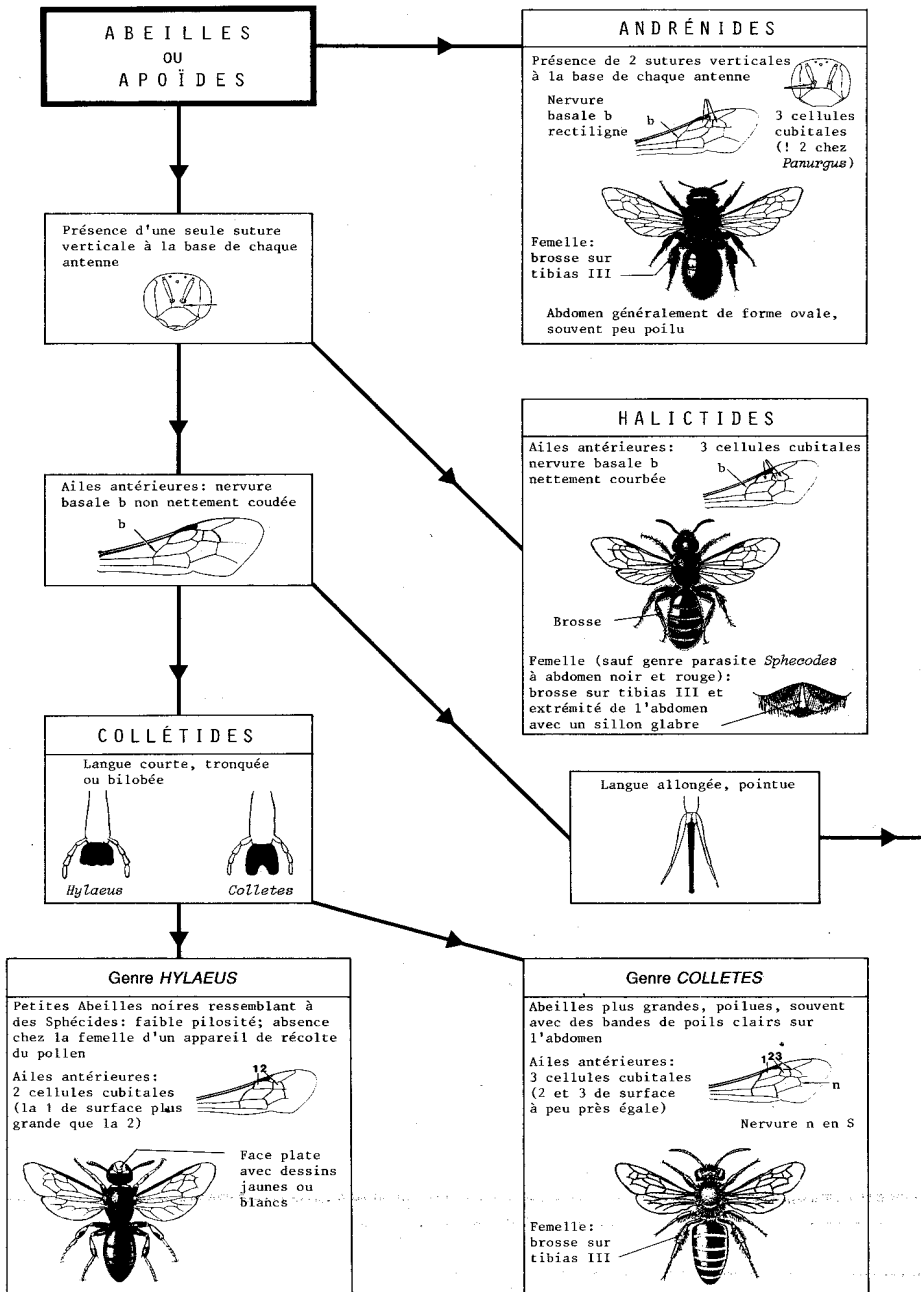 ABEILLES
OU
APOÏDES
ANDRÉNIDES
Présence de 2 sutures verticales
à la base de chaque antenne
Nervure
basale b
rectiligne
b
3 cellules
cubitales
(! 2 chez
Panurgus)
Femelle:
brosse sur
tibias III
Abdomen généralement de forme ovale,
souvent peu poilu
Présence d'une seule suture
verticale à la base de chaque
antenne
HALICTIDES
Ailes antérieures:
nervure basale b
nettement courbée
3 cellules cubitales
b
Brosse
Femelle (sauf genre parasite Sphecodes
à abdomen noir et rouge):
brosse sur tibias III et
extrémité de l'abdomen
avec un sillon glabre
Ailes antérieures: nervure
basale b non nettement coudée
b
COLLÉTIDES
Langue courte, tronquée
ou bilobée
Hylaeus
Colletes
Langue allongée, pointue
Genre HYLAEUS
Petites Abeilles noires ressemblant à
des Sphécides: faible pilosité; absence
chez la femelle d'un appareil de récolte
du pollen
Ailes antérieures:
2 cellules cubitales
(la 1 de surface plus
grande que la 2)
12
Face plate
avec dessins
jaunes ou
blancs
Genre COLLETES
Abeilles plus grandes, poilues, souvent
avec des bandes de poils clairs sur
l'abdomen
Ailes antérieures:
3 cellules cubitales
(2 et 3 de surface
à peu près égale)
123
n
Nervure n en S
Femelle:
brosse sur
tibias III